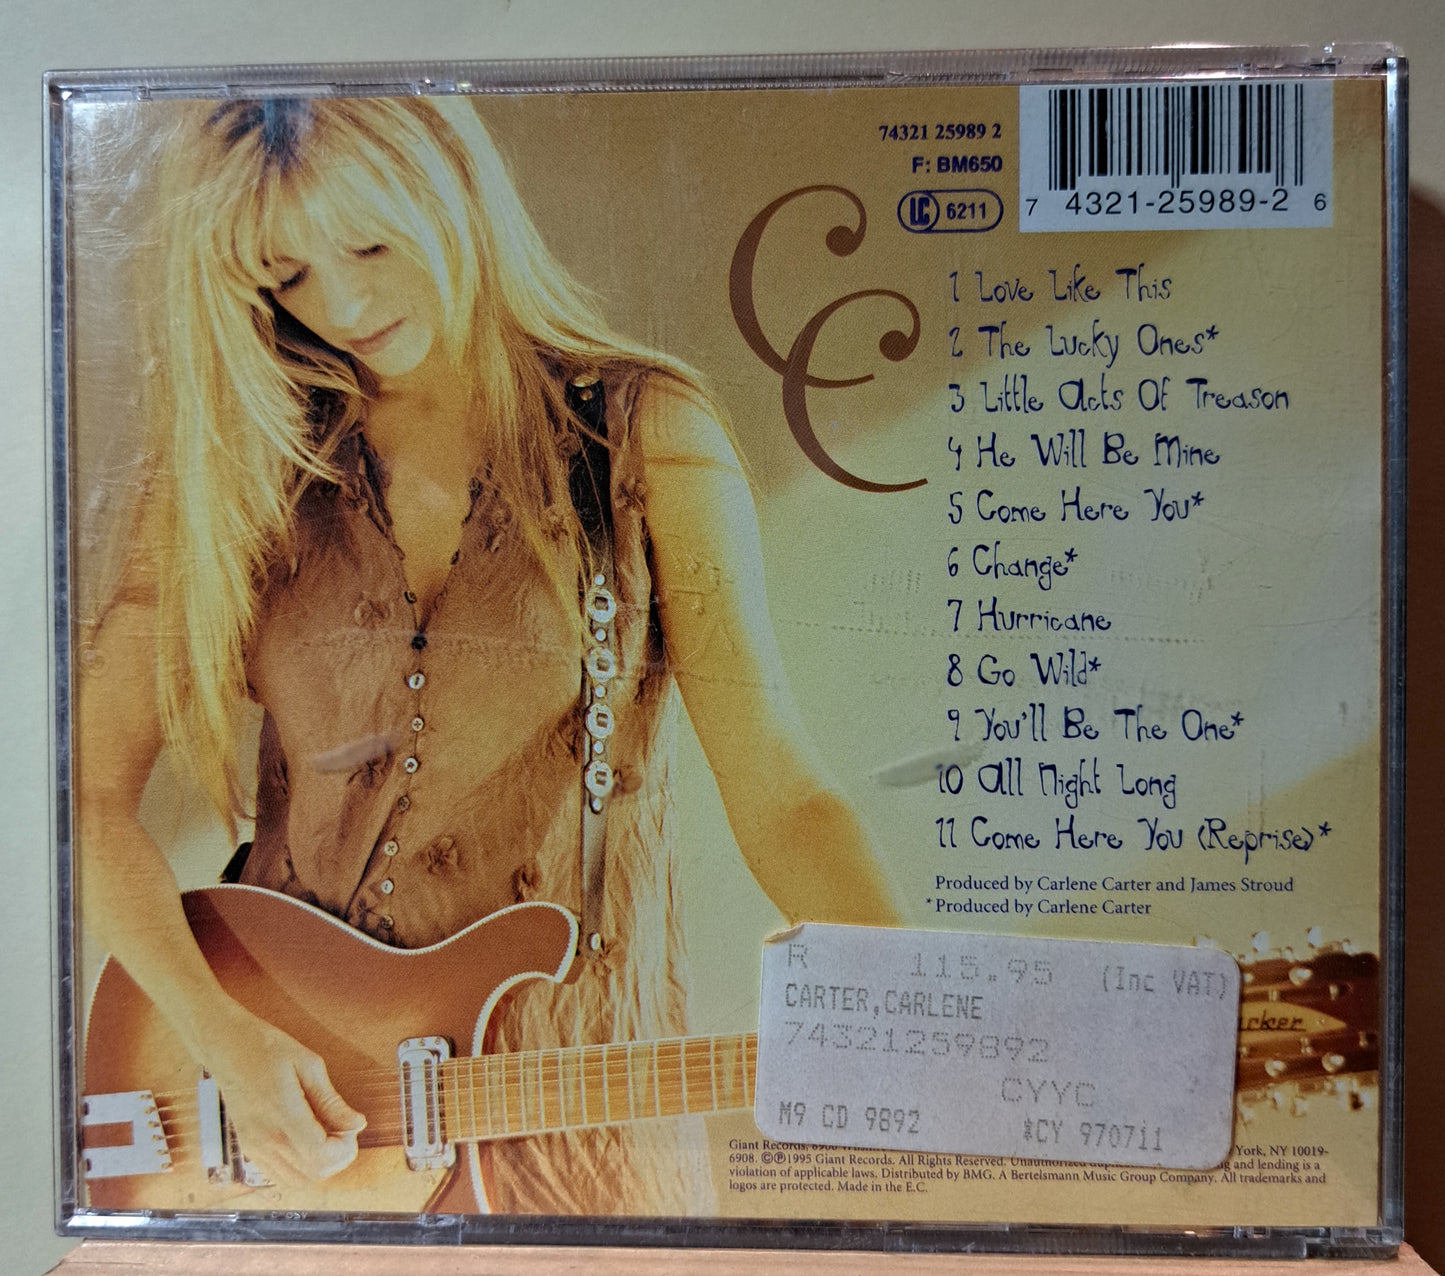 74321 25989 2
F: BM650
LC 6211
7 4321-25989-2 6
CC
1 Love Like This
2 The Lucky Ones*
3 Little Acts Of Treason
4 He Will Be Mine
5 Come Here You*
6 Change*
7 Hurricane
8 Go Wild*
9 You'll Be The One*
10 All Night Long
11 Come Here You (Reprise)*
Produced by Carlene Carter and James Stroud
*Produced by Carlene Carter
R 115.95 (Inc VAT)
CARTER,CARLENE
74321259892
CYYC
M9 CD 9892 *CY 970711
acker
Giant Records, York, NY 10019-
6908. ©℗1995 Giant Records. All Rights Reserved. Unauthorized and lending is a
violation of applicable laws. Distributed by BMG. A Bertelsmann Music Group Company. All trademarks and
logos are protected. Made in the E.C.